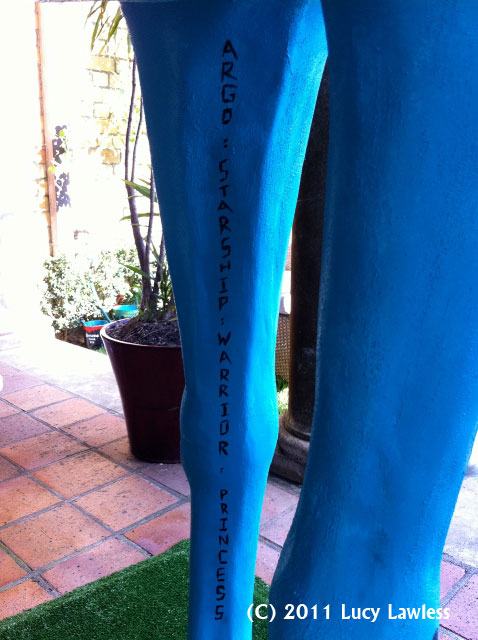 ARGO : STARSHIP : WARRIOR , PRINCESS
(C) 2011 Lucy Lawless